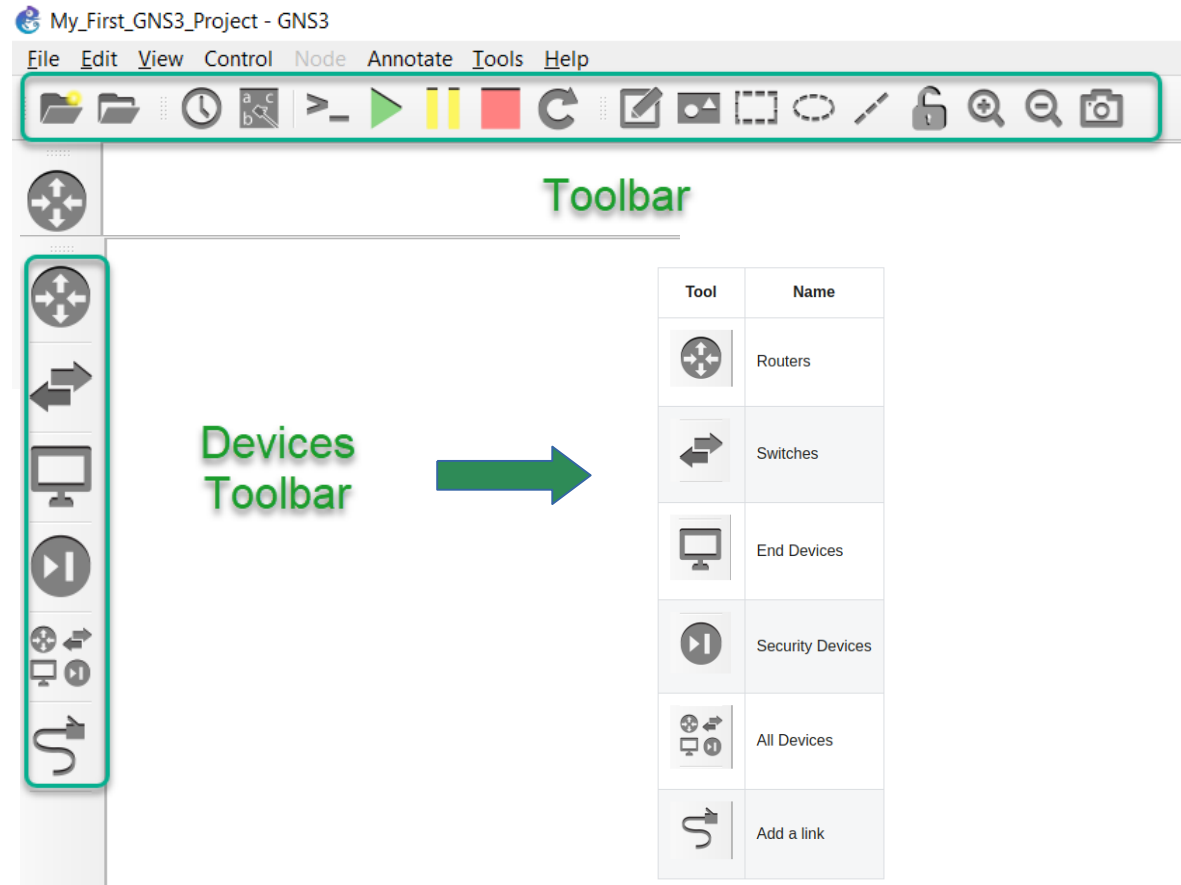 My_First_GNS3_Project - GNS3
File Edit View Control Node Annotate Tools Help
a c
b
>_
Toolbar
Devices
Toolbar
Tool Name
Routers
Switches
End Devices
Security Devices
All Devices
Add a link